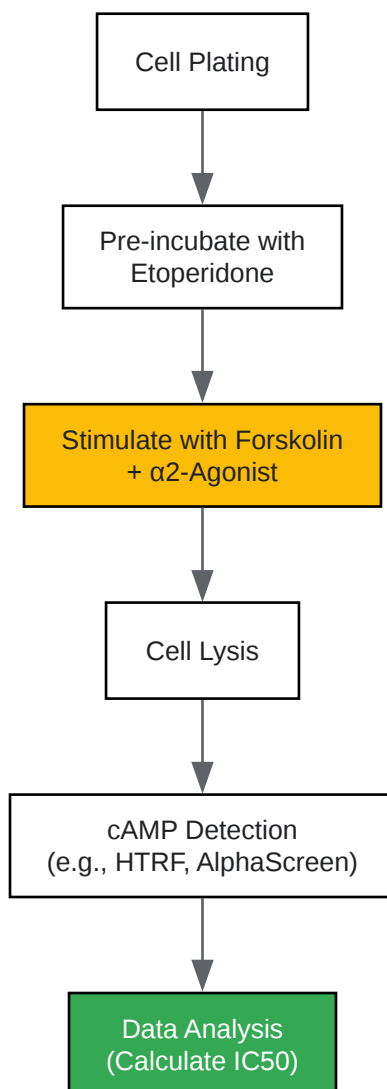 Cell Plating
Pre-incubate with
Etoperidone
Stimulate with Forskolin
+ α2-Agonist
Cell Lysis
cAMP Detection
(e.g., HTRF, AlphaScreen)
Data Analysis
(Calculate IC50)